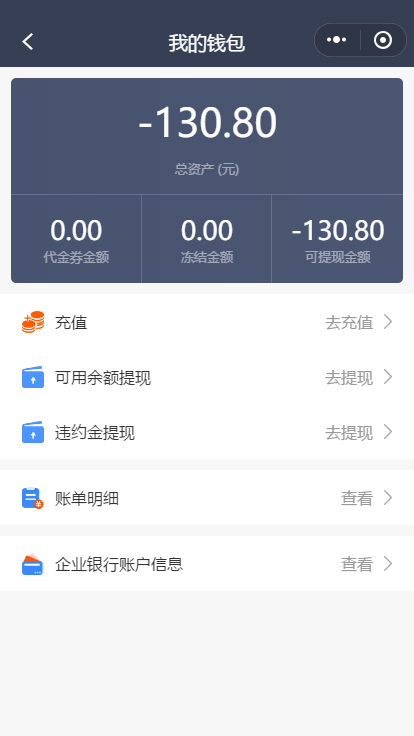 我的钱包
-130.80
总资产 (元)
0.00 0.00 -130.80
代金券金额 冻结金额 可提现金额
充值 去充值
可用余额提现 去提现
违约金提现 去提现
账单明细 查看
企业银行账户信息 查看